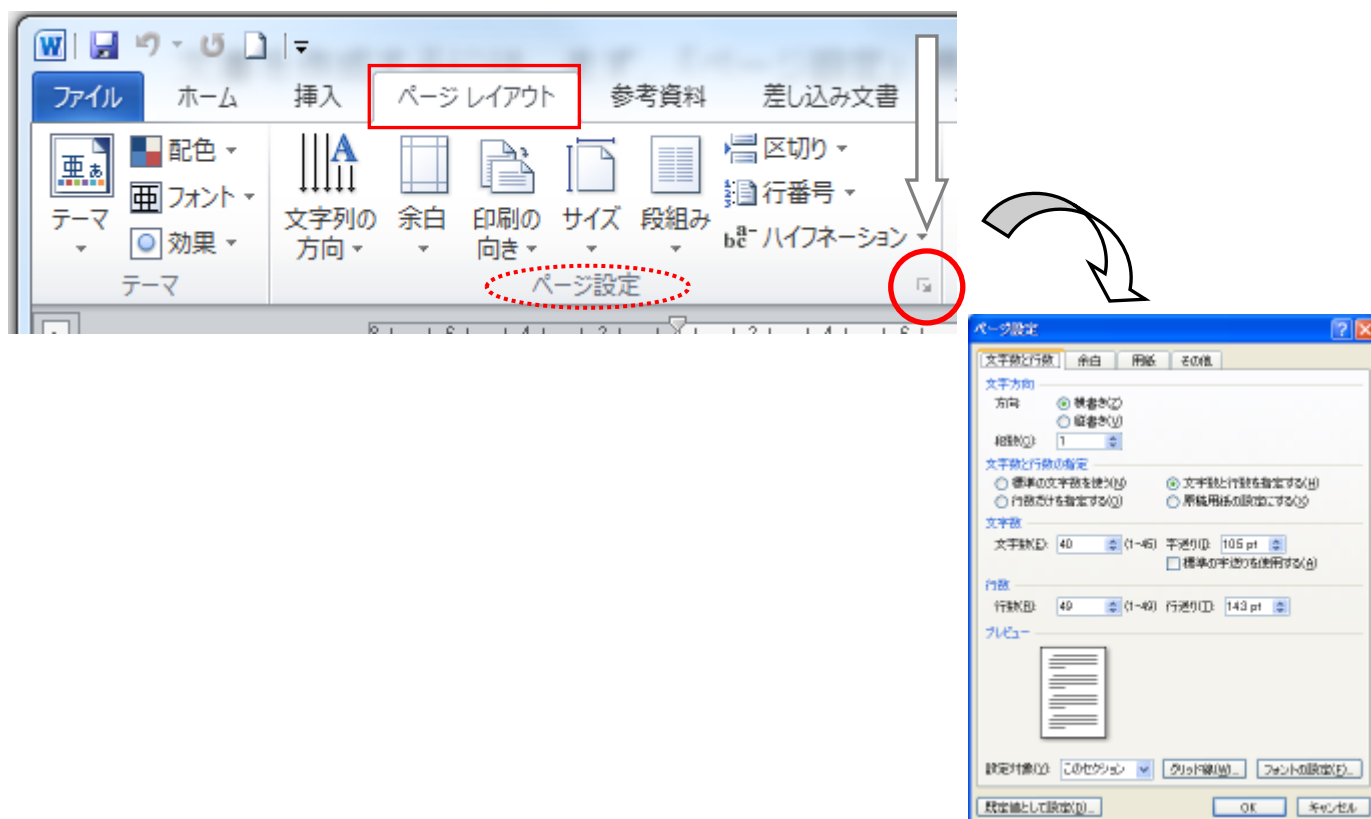 ファイル ホーム 挿入 ページ レイアウト 参考資料 差し込み文書
亜あ テーマ
配色
フォント
効果
テーマ
文字列の方向
余白
印刷の向き
サイズ
段組み
区切り
行番号
ハイフネーション
ページ設定
8 6 4 2 2 4 6
ページ設定
文字数と行数 余白 用紙 その他
文字方向
方向: 横書き(Z)
縦書き(V)
段数(C): 1
文字数と行数の指定
標準の文字数を使う(N) 文字数と行数を指定する(H)
行数だけを指定する(O) 原稿用紙の設定にする(X)
文字数
文字数(E): 40 (1-45) 字送り(I): 10.5 pt
標準の字送りを使用する(A)
行数
行数(R): 49 (1-49) 行送り(T): 14.3 pt
プレビュー
設定対象(Y): このセクション グリッド線(W)... フォントの設定(F)...
既定値として設定(D)... OK キャンセル